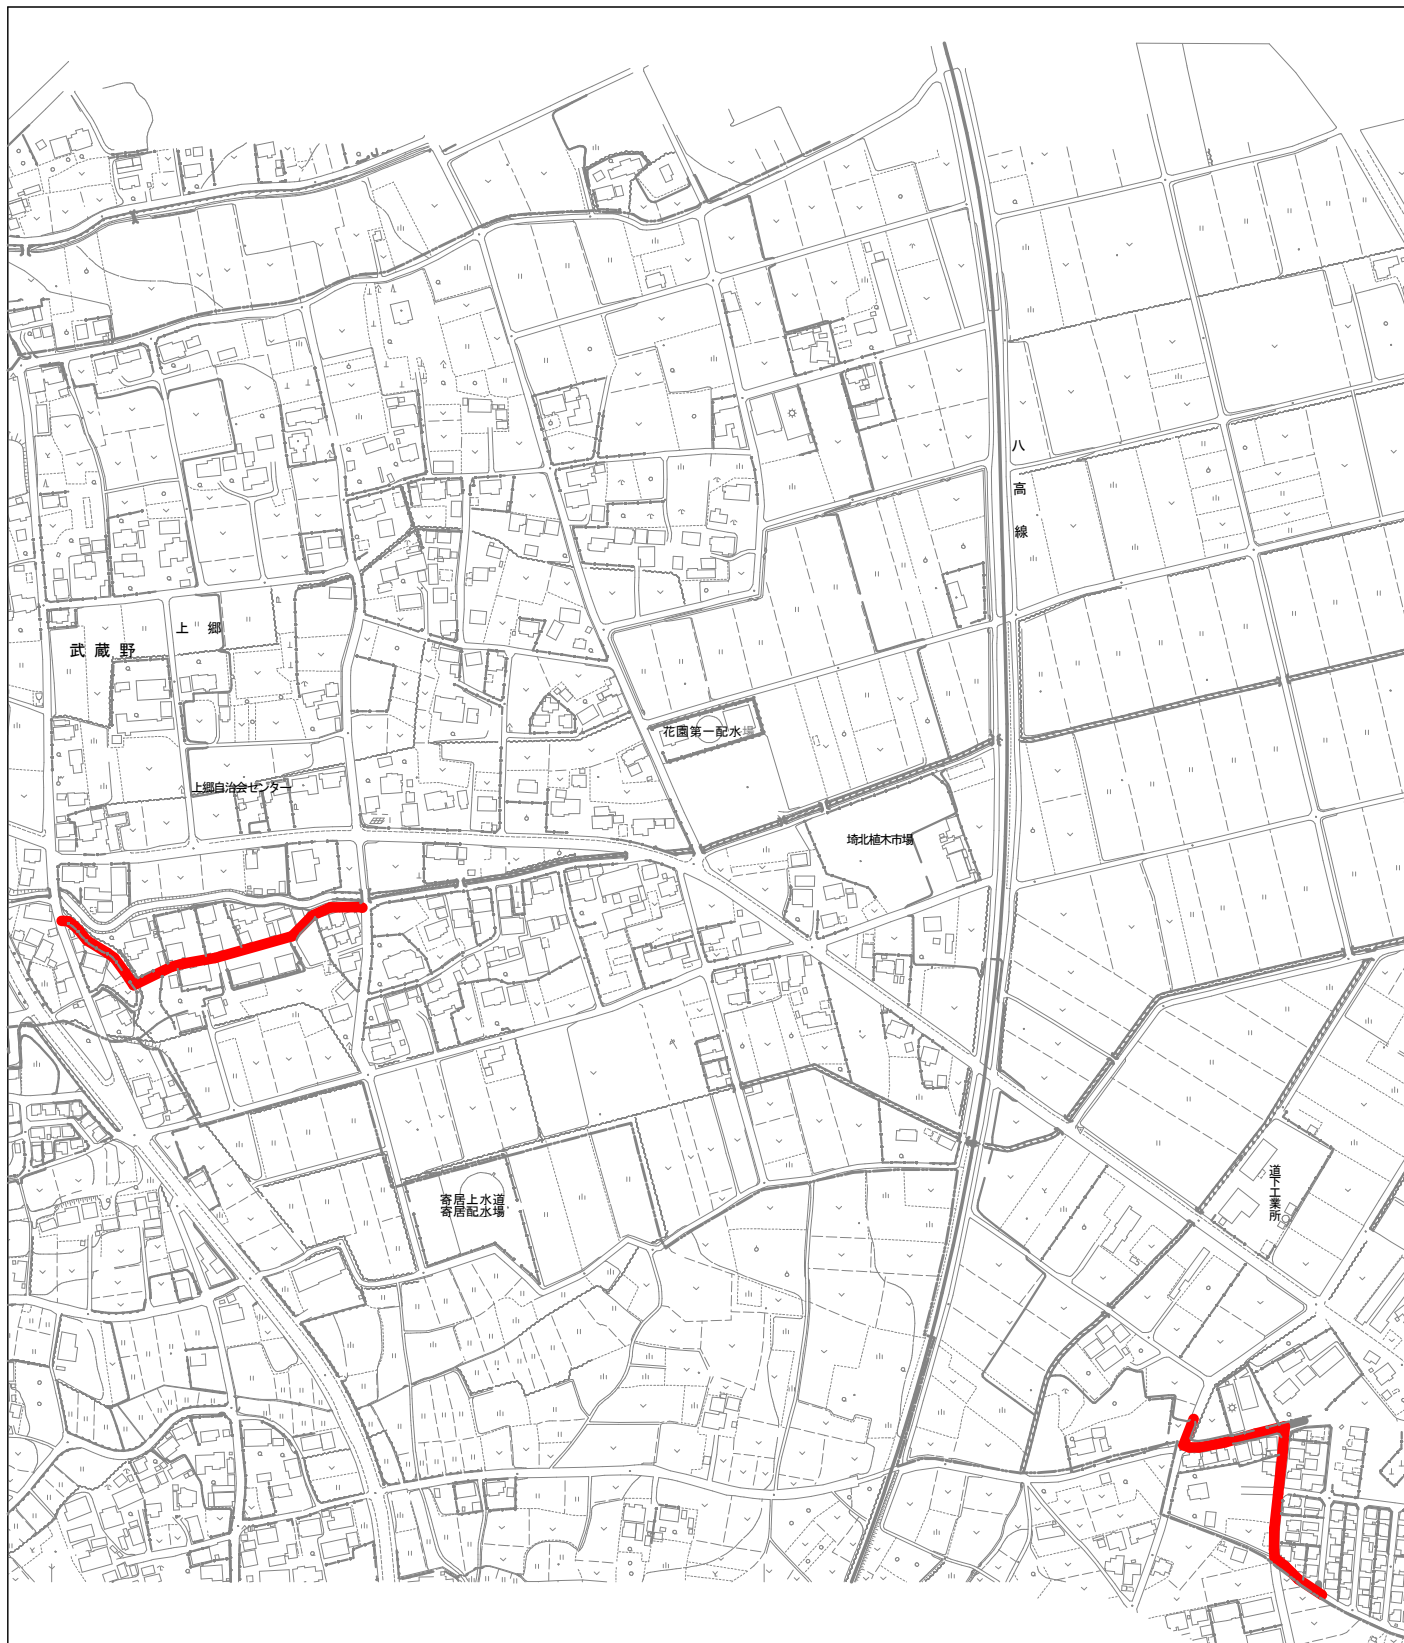 八高線
上郷
武蔵野
花園第一配水場
上郷自治会センター
埼北植木市場
道下工業所
寄居上水道
寄居配水場